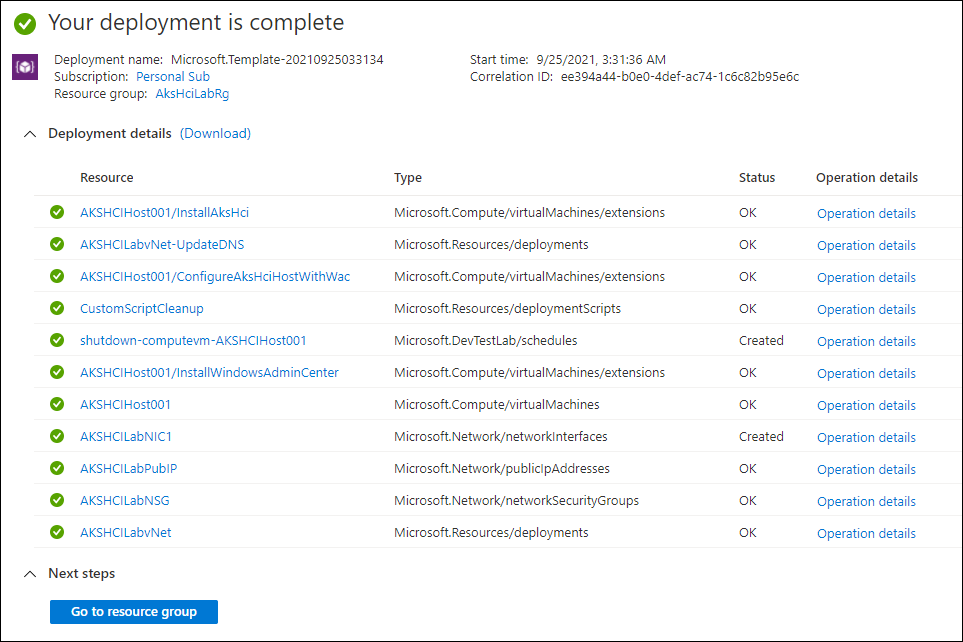 Your deployment is complete
Deployment name: Microsoft.Template-20210925033134
Start time: 9/25/2021, 3:31:36 AM
Subscription: Personal Sub
Correlation ID: ee394a44-b0e0-4def-ac74-1c6c82b95e6c
Resource group: AksHciLabRg
Deployment details (Download)
Resource Type Status Operation details
AKSHCIHost001/InstallAksHci Microsoft.Compute/virtualMachines/extensions OK Operation details
AKSHCILabvNet-UpdateDNS Microsoft.Resources/deployments OK Operation details
AKSHCIHost001/ConfigureAksHciHostWithWac Microsoft.Compute/virtualMachines/extensions OK Operation details
CustomScriptCleanup Microsoft.Resources/deploymentScripts OK Operation details
shutdown-computevm-AKSHCIHost001 Microsoft.DevTestLab/schedules Created Operation details
AKSHCIHost001/InstallWindowsAdminCenter Microsoft.Compute/virtualMachines/extensions OK Operation details
AKSHCIHost001 Microsoft.Compute/virtualMachines OK Operation details
AKSHCILabNIC1 Microsoft.Network/networkInterfaces Created Operation details
AKSHCILabPubIP Microsoft.Network/publicIpAddresses OK Operation details
AKSHCILabNSG Microsoft.Network/networkSecurityGroups OK Operation details
AKSHCILabvNet Microsoft.Resources/deployments OK Operation details
Next steps
Go to resource group